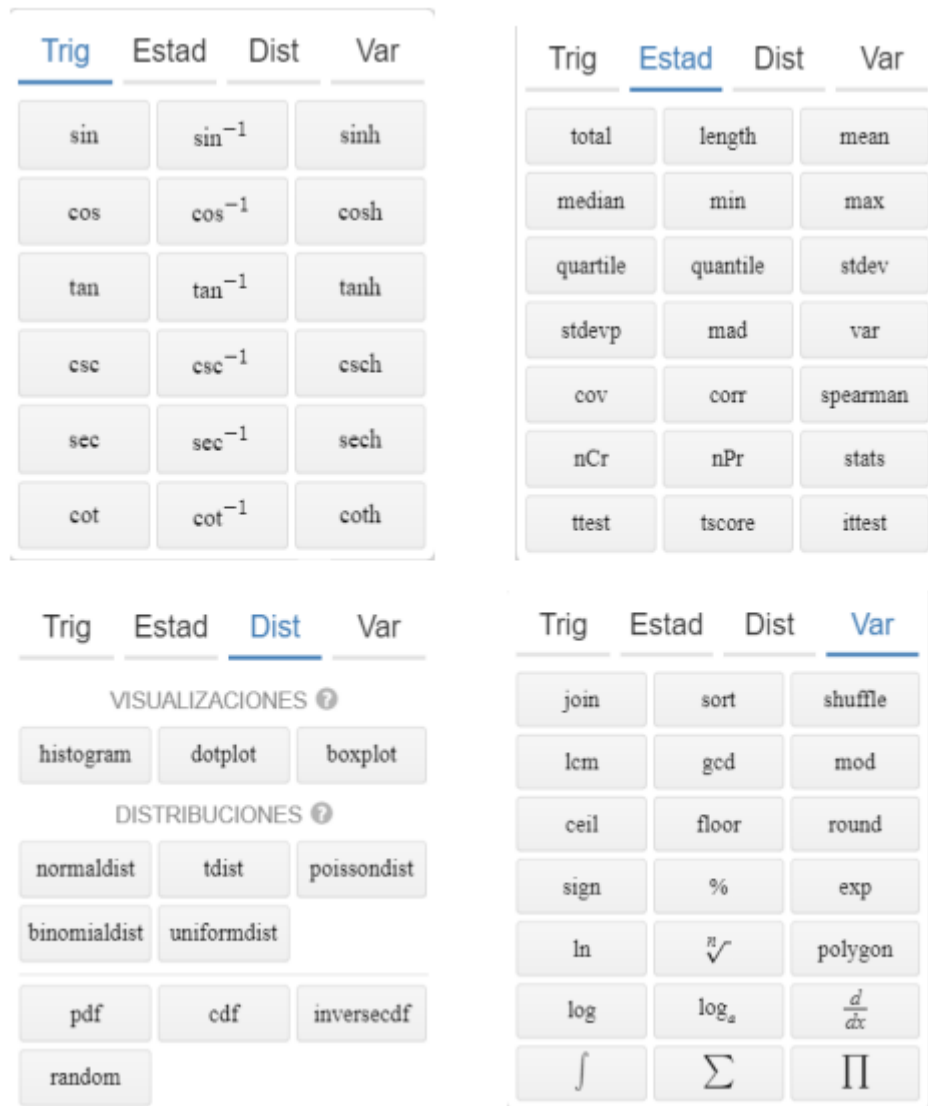 Trig Estad Dist Var
sin sin⁻¹ sinh
cos cos⁻¹ cosh
tan tan⁻¹ tanh
csc csc⁻¹ csch
sec sec⁻¹ sech
cot cot⁻¹ coth
Trig Estad Dist Var
total length mean
median min max
quartile quantile stdev
stdevp mad var
cov corr spearman
nCr nPr stats
ttest tscore ittest
Trig Estad Dist Var
VISUALIZACIONES ?
histogram dotplot boxplot
DISTRIBUCIONES ?
normaldist tdist poissondist
binomialdist uniformdist
pdf cdf inversecdf
random
Trig Estad Dist Var
join sort shuffle
lcm gcd mod
ceil floor round
sign % exp
ln ⁿ√ polygon
log logₐ d/dx
∫ ∑ ∏